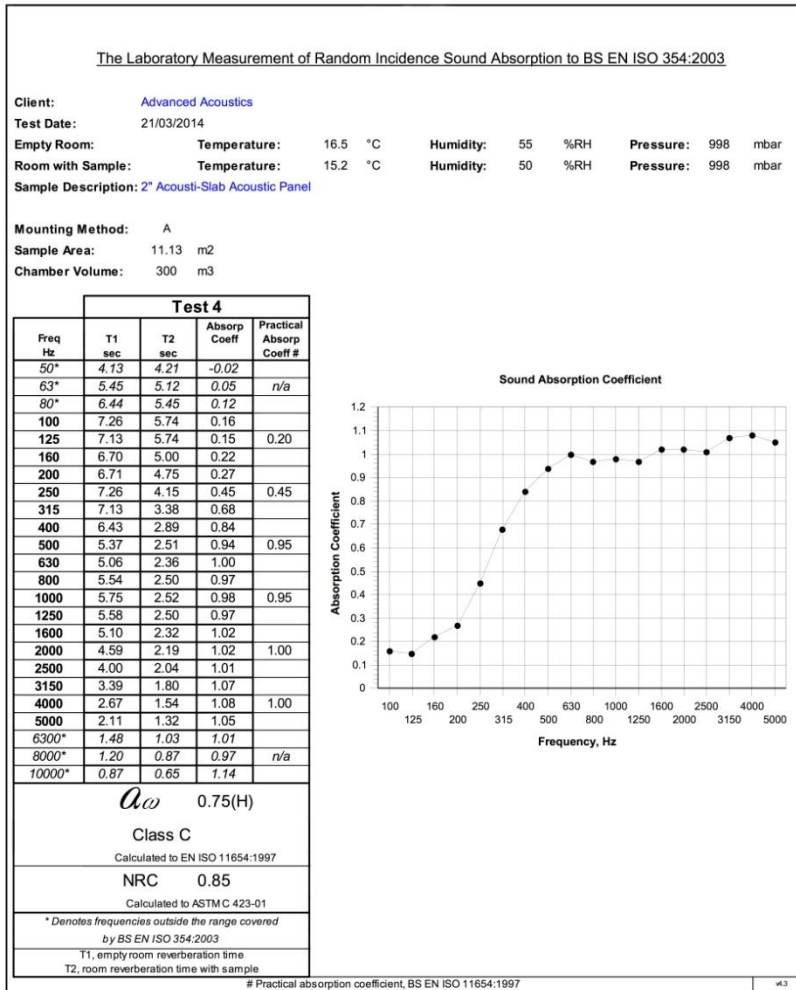 The Laboratory Measurement of Random Incidence Sound Absorption to BS EN ISO 354:2003
Client: Advanced Acoustics
Test Date: 21/03/2014
Empty Room: Temperature: 16.5 °C Humidity: 55 %RH Pressure: 998 mbar
Room with Sample: Temperature: 15.2 °C Humidity: 50 %RH Pressure: 998 mbar
Sample Description: 2" Acousti-Slab Acoustic Panel
Mounting Method: A
Sample Area: 11.13 m2
Chamber Volume: 300 m3
Test 4
Freq Hz T1 sec T2 sec Absorp Coeff Practical Absorp Coeff #
50* 4.13 4.21 -0.02
63* 5.45 5.12 0.05 n/a
80* 6.44 5.45 0.12
100 7.26 5.74 0.16
125 7.13 5.74 0.15 0.20
160 6.70 5.00 0.22
200 6.71 4.75 0.27
250 7.26 4.15 0.45 0.45
315 7.13 3.38 0.68
400 6.43 2.89 0.84
500 5.37 2.51 0.94 0.95
630 5.06 2.36 1.00
800 5.54 2.50 0.97
1000 5.75 2.52 0.98 0.95
1250 5.58 2.50 0.97
1600 5.10 2.32 1.02
2000 4.59 2.19 1.02 1.00
2500 4.00 2.04 1.01
3150 3.39 1.80 1.07
4000 2.67 1.54 1.08 1.00
5000 2.11 1.32 1.05
6300* 1.48 1.03 1.01
8000* 1.20 0.87 0.97 n/a
10000* 0.87 0.65 1.14
aω 0.75(H)
Class C
Calculated to EN ISO 11654:1997
NRC 0.85
Calculated to ASTM C 423-01
* Denotes frequencies outside the range covered
by BS EN ISO 354:2003
T1, empty room reverberation time
T2, room reverberation time with sample
Sound Absorption Coefficient
Absorption Coefficient
1.2
1.1
1
0.9
0.8
0.7
0.6
0.5
0.4
0.3
0.2
0.1
0
100 160 250 400 630 1000 1600 2500 4000
125 200 315 500 800 1250 2000 3150 5000
Frequency, Hz
# Practical absorption coefficient, BS EN ISO 11654:1997
v4.3